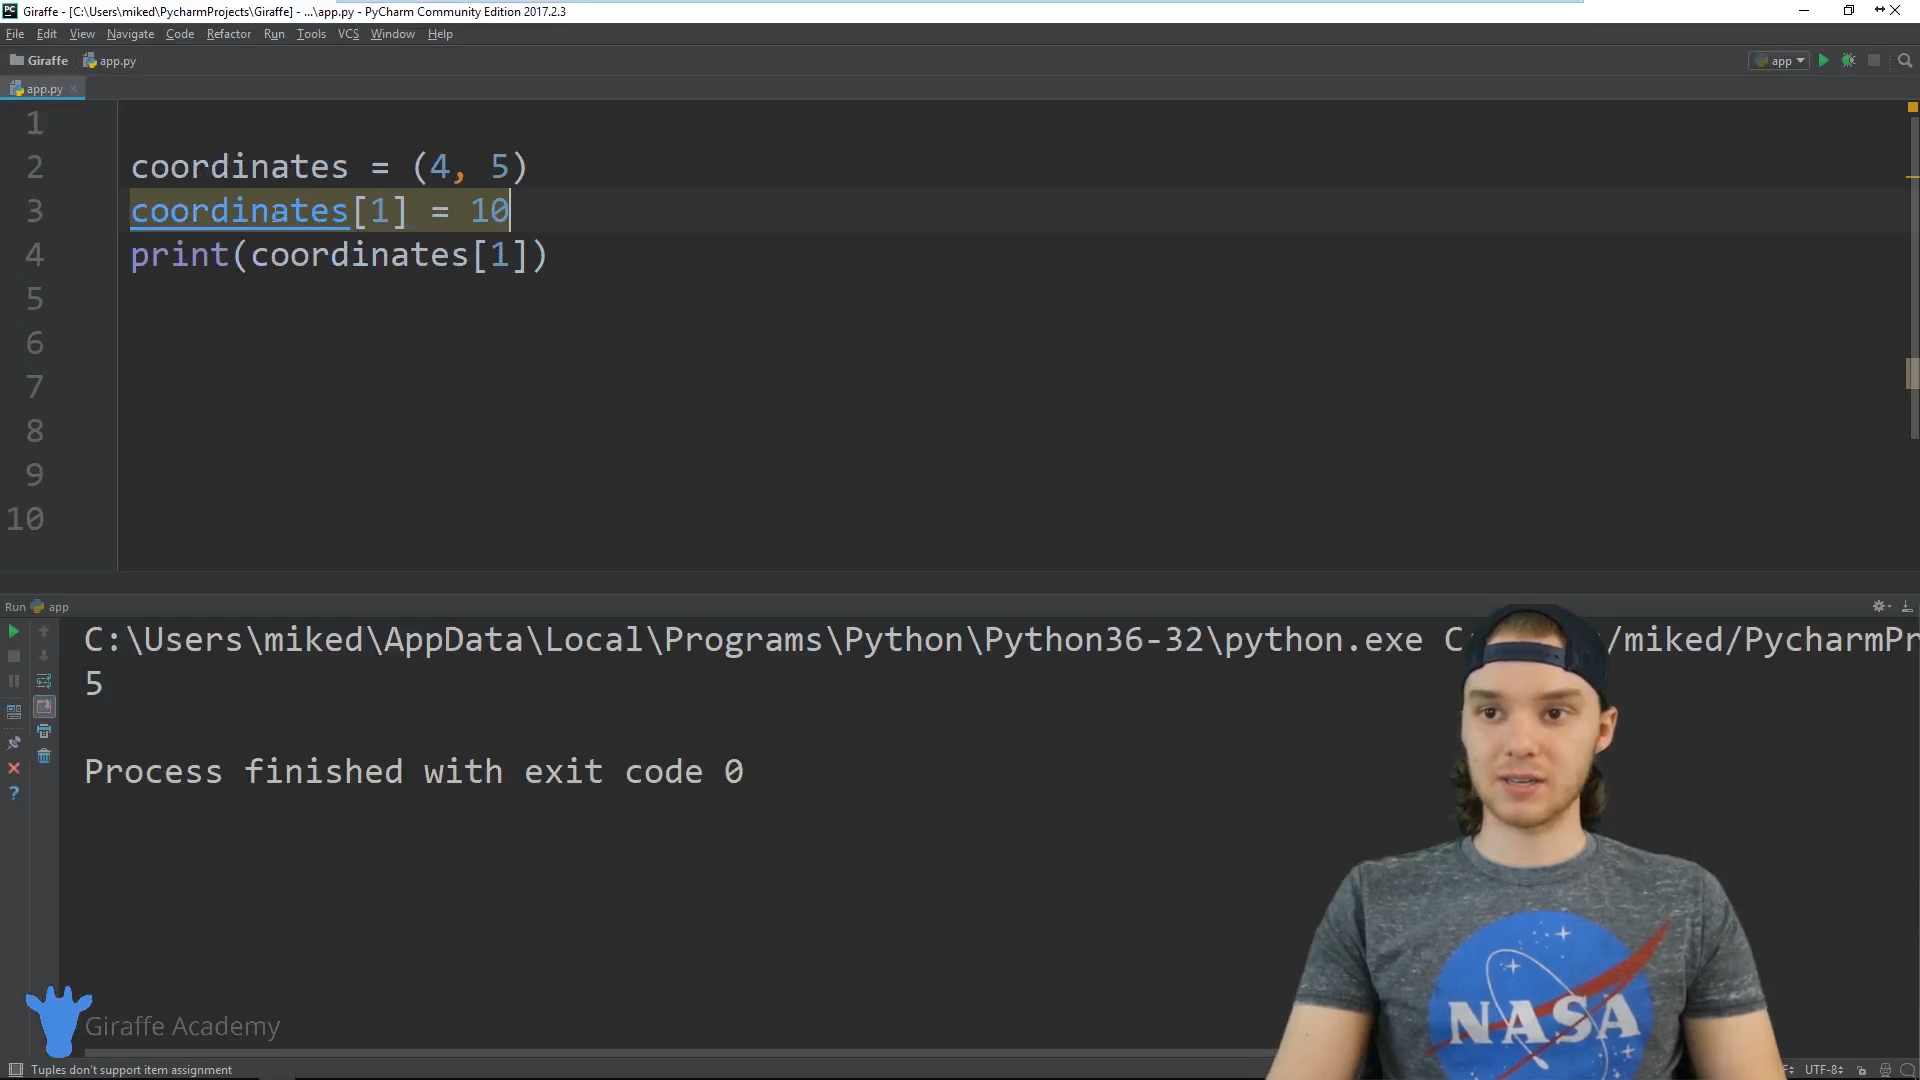 Giraffe - [C:\Users\miked\PycharmProjects\Giraffe] - ...\app.py - PyCharm Community Edition 2017.2.3
File Edit View Navigate Code Refactor Run Tools VCS Window Help
Giraffe app.py
app
app.py
1
2 coordinates = (4, 5)
3 coordinates[1] = 10
4 print(coordinates[1])
5
6
7
8
9
10
Run app
C:\Users\miked\AppData\Local\Programs\Python\Python36-32\python.exe C /miked/PycharmPr
5
Process finished with exit code 0
NASA
Giraffe Academy
Tuples don't support item assignment
UTF-8